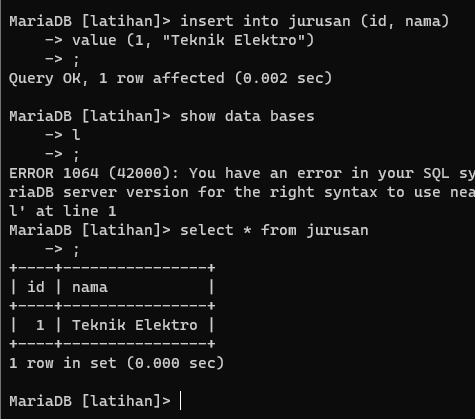 MariaDB [latihan]> insert into jurusan (id, nama)
    -> value (1, "Teknik Elektro")
    -> ;
Query OK, 1 row affected (0.002 sec)
MariaDB [latihan]> show data bases
    -> l
    -> ;
ERROR 1064 (42000): You have an error in your SQL sy
riaDB server version for the right syntax to use nea
l' at line 1
MariaDB [latihan]> select * from jurusan
    -> ;
+----+----------------+
| id | nama           |
+----+----------------+
|  1 | Teknik Elektro |
+----+----------------+
1 row in set (0.000 sec)
MariaDB [latihan]>